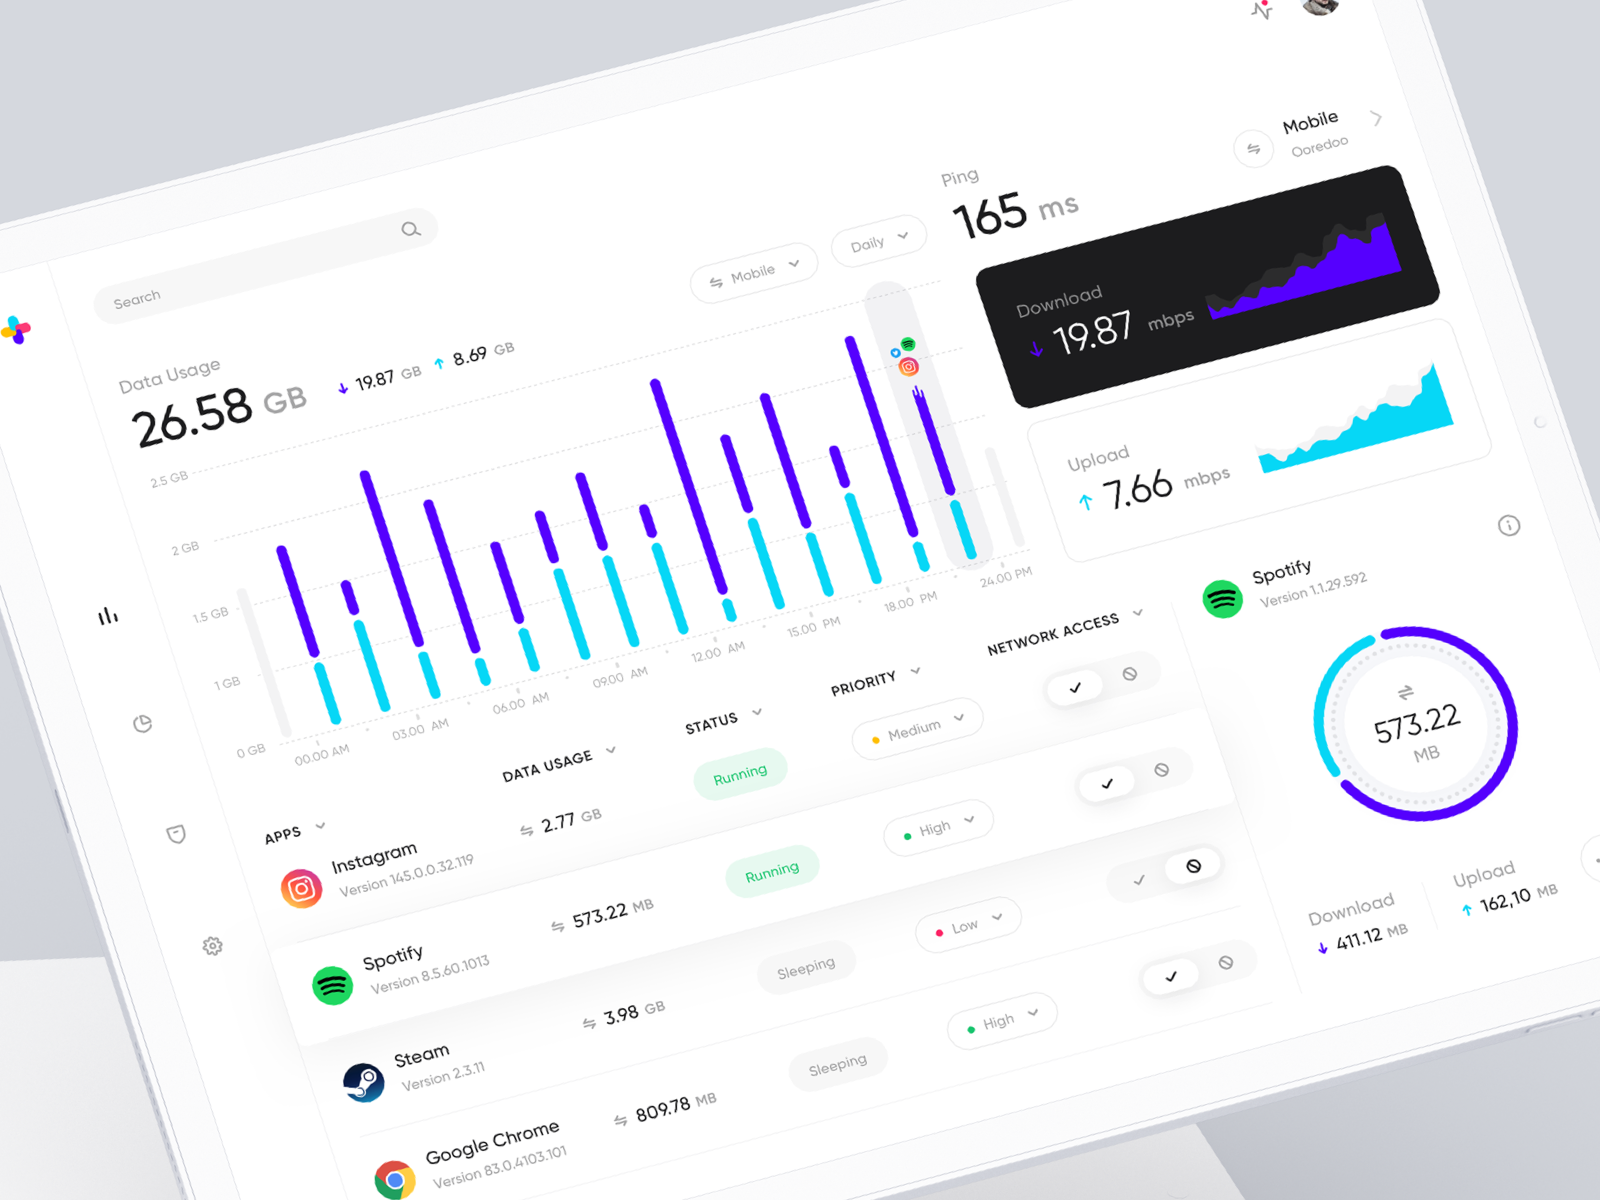 Search
Data Usage
26.58 GB
19.87 GB
8.69 GB
Mobile
Daily
2.5 GB
2 GB
1.5 GB
1 GB
0 GB
00.00 AM
03.00 AM
06.00 AM
09.00 AM
12.00 AM
15.00 PM
18.00 PM
24.00 PM
Ping
165 ms
Mobile
Ooredoo
Download
19.87 mbps
Upload
7.66 mbps
APPS
DATA USAGE
STATUS
PRIORITY
NETWORK ACCESS
Instagram
Version 145.0.0.32.119
2.77 GB
Running
Medium
Spotify
Version 8.5.60.1013
573.22 MB
Running
High
Steam
Version 2.3.11
3.98 GB
Sleeping
Low
Google Chrome
Version 83.0.4103.101
809.78 MB
Sleeping
High
Spotify
Version 1.1.29.592
573.22
MB
Download
411.12 MB
Upload
162,10 MB